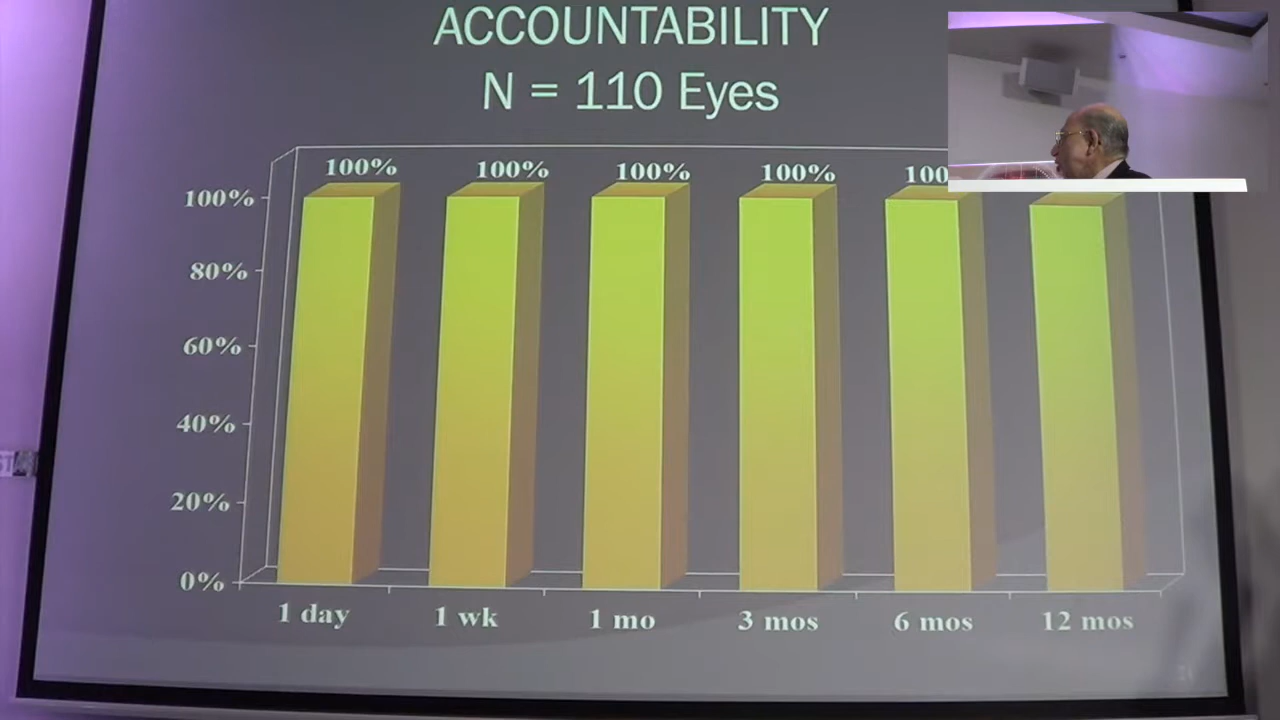 ACCOUNTABILITY
N = 110 Eyes
100% 100% 100% 100% 100
100%
80%
60%
40%
20%
0%
1 day 1 wk 1 mo 3 mos 6 mos 12 mos